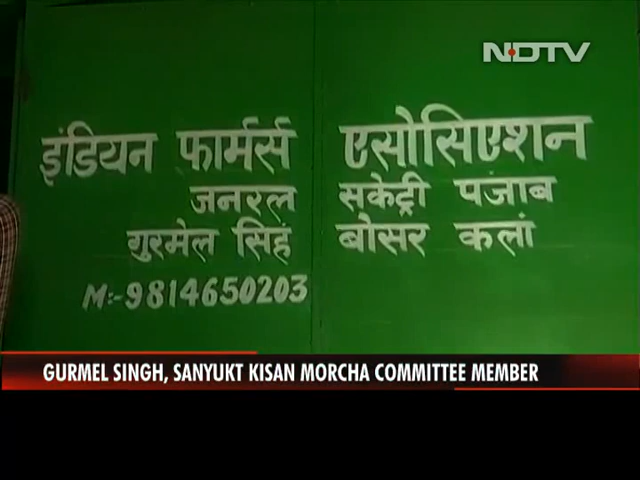 NDTV
इंडियन फार्मर्स एसोसिएशन
जनरल सकेट्री पंजाब
गुरमेल सिंह बोसर कलां
M:-9814650203
GURMEL SINGH, SANYUKT KISAN MORCHA COMMITTEE MEMBER